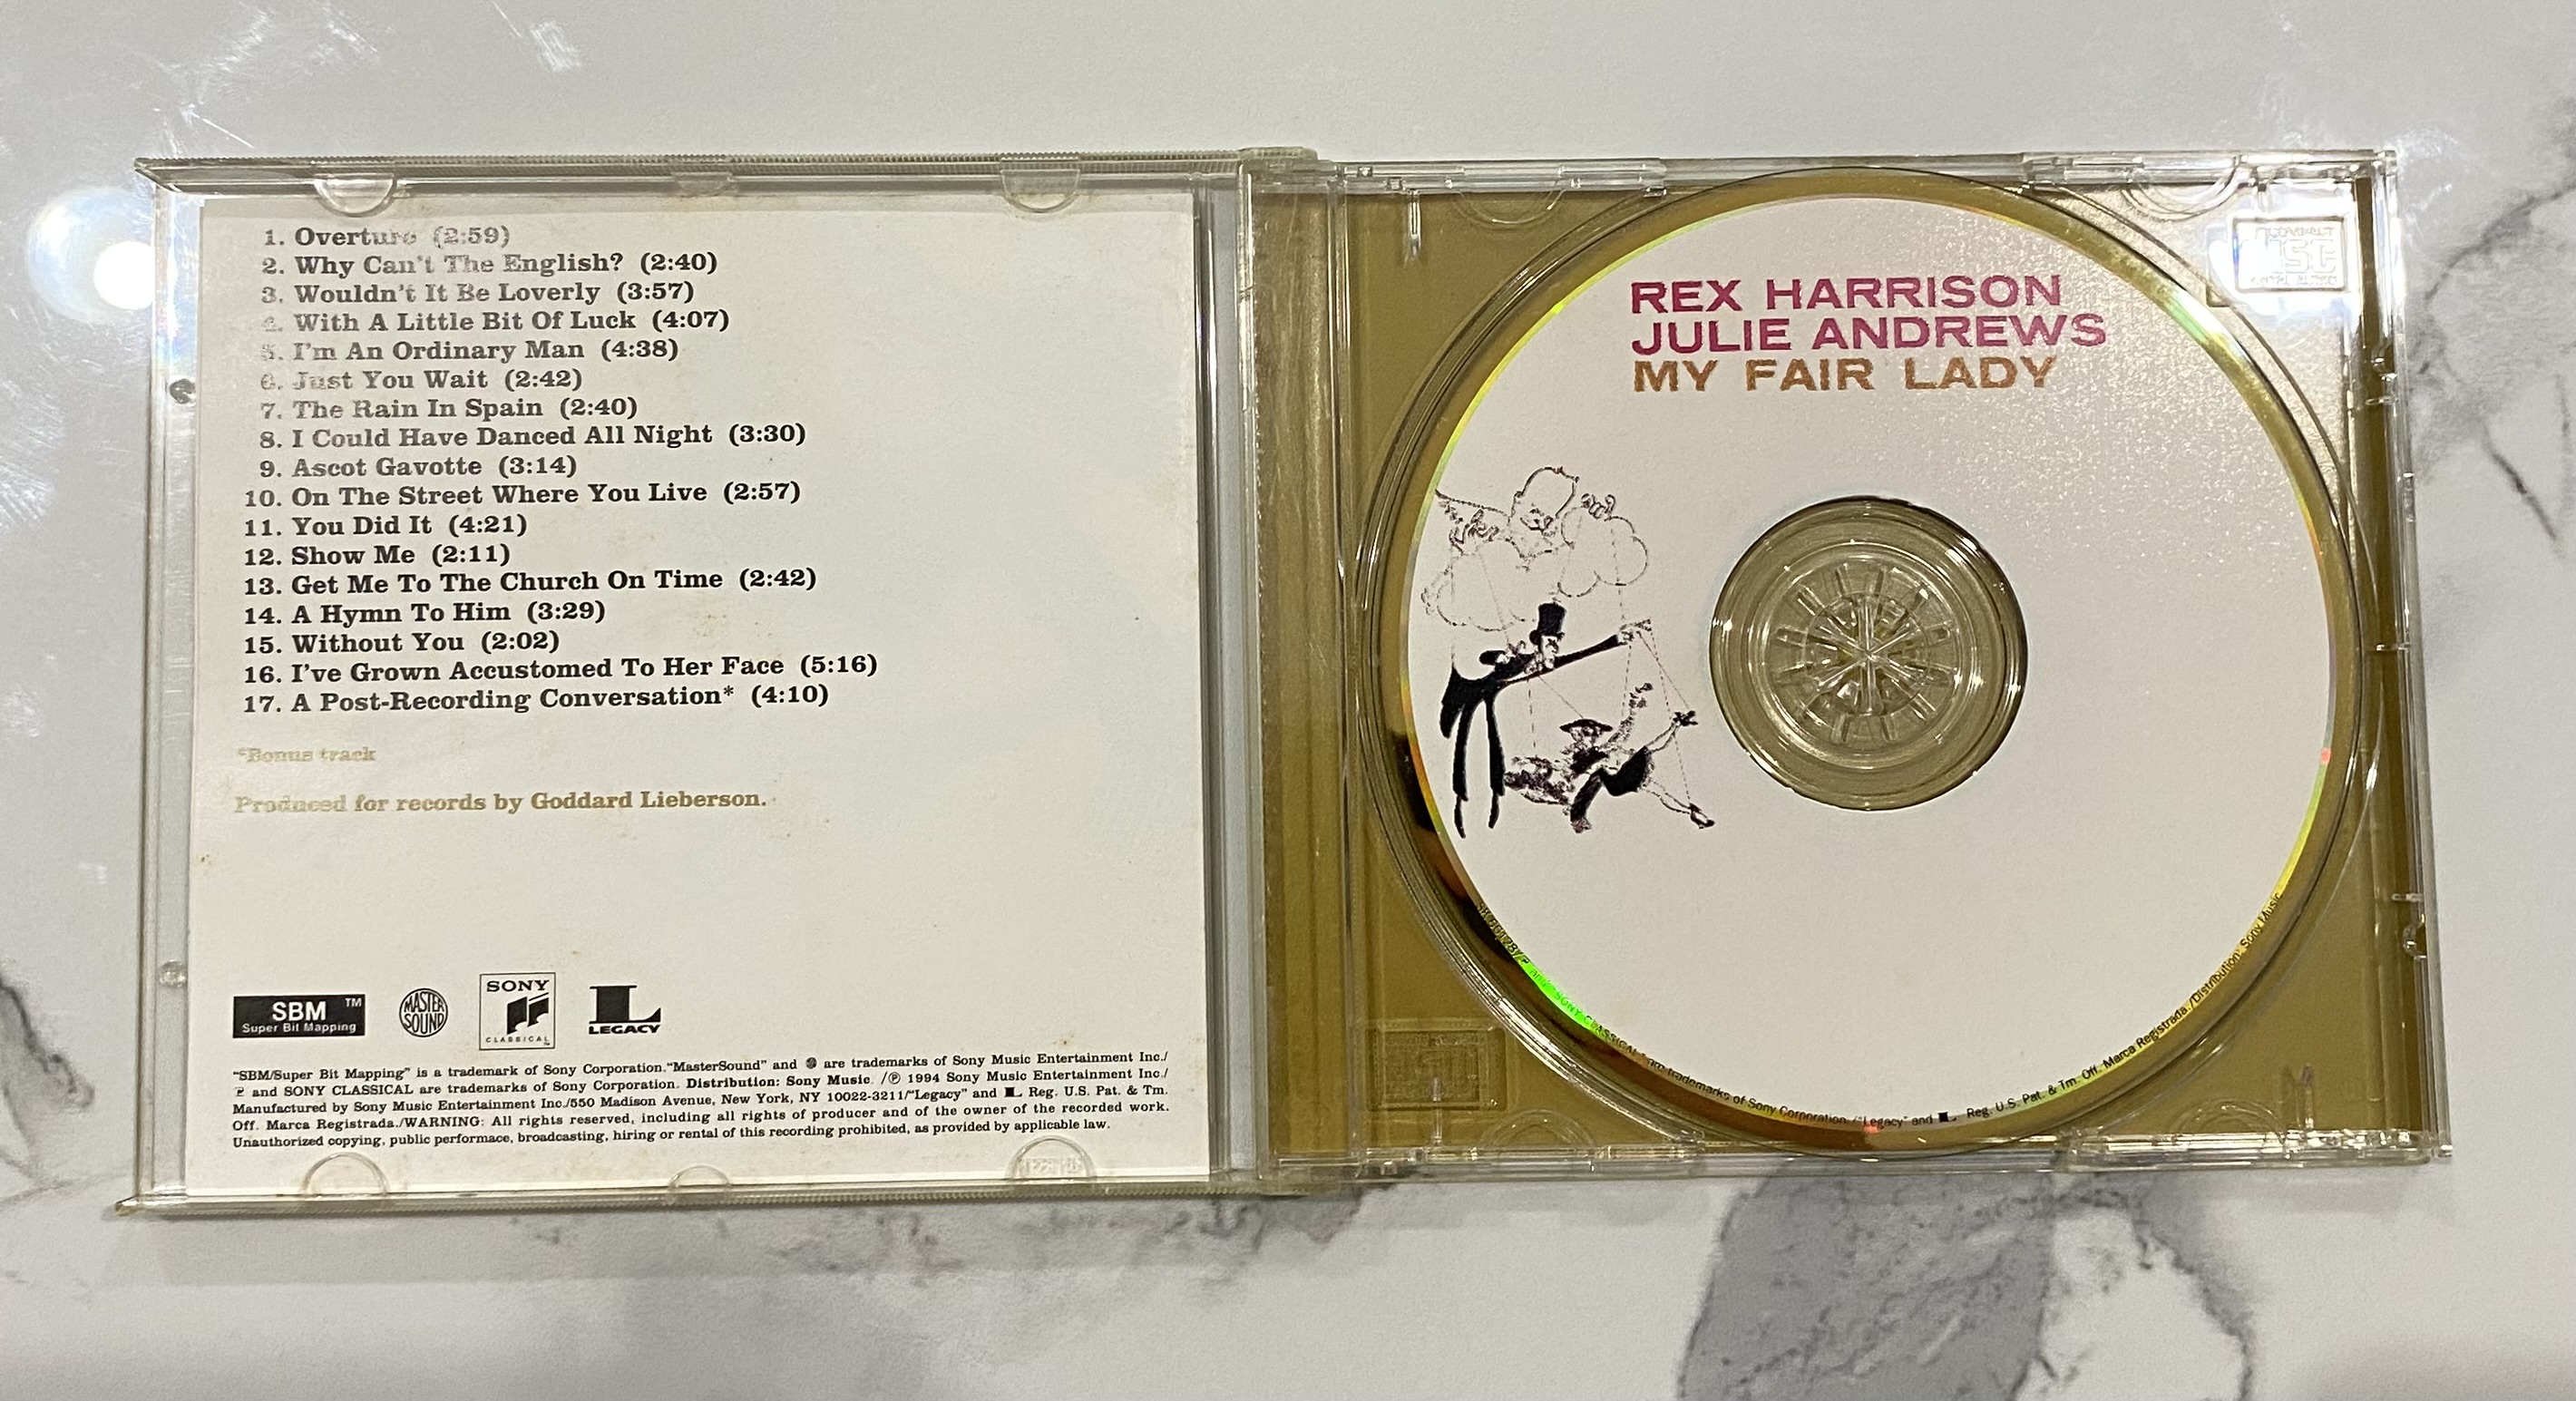 1. Overture (2:59)
2. Why Can't The English? (2:40)
3. Wouldn't It Be Loverly (3:57)
4. With A Little Bit Of Luck (4:07)
5. I'm An Ordinary Man (4:38)
6. Just You Wait (2:42)
7. The Rain In Spain (2:40)
8. I Could Have Danced All Night (3:30)
9. Ascot Gavotte (3:14)
10. On The Street Where You Live (2:57)
11. You Did It (4:21)
12. Show Me (2:11)
13. Get Me To The Church On Time (2:42)
14. A Hymn To Him (3:29)
15. Without You (2:02)
16. I've Grown Accustomed To Her Face (5:16)
17. A Post-Recording Conversation* (4:10)
*Bonus track
Produced for records by Goddard Lieberson.
SBM™
Super Bit Mapping
MASTER
SOUND
SONY
CLASSICAL
L
LEGACY
"SBM/Super Bit Mapping" is a trademark of Sony Corporation."MasterSound" and are trademarks of Sony Music Entertainment Inc./
and SONY CLASSICAL are trademarks of Sony Corporation. Distribution: Sony Music. /℗ 1994 Sony Music Entertainment Inc./
Manufactured by Sony Music Entertainment Inc./550 Madison Avenue, New York, NY 10022-3211/"Legacy" and L Reg. U.S. Pat. & Tm.
Off. Marca Registrada./WARNING: All rights reserved, including all rights of producer and of the owner of the recorded work.
Unauthorized copying, public performace, broadcasting, hiring or rental of this recording prohibited, as provided by applicable law.
REX HARRISON
JULIE ANDREWS
MY FAIR LADY
and "SONY CLASSICAL" are trademarks of Sony Corporation./"Legacy" and L Reg. U.S. Pat. & Tm. Off. Marca Registrada./Distribution: Sony Music
COMPACT
DISC